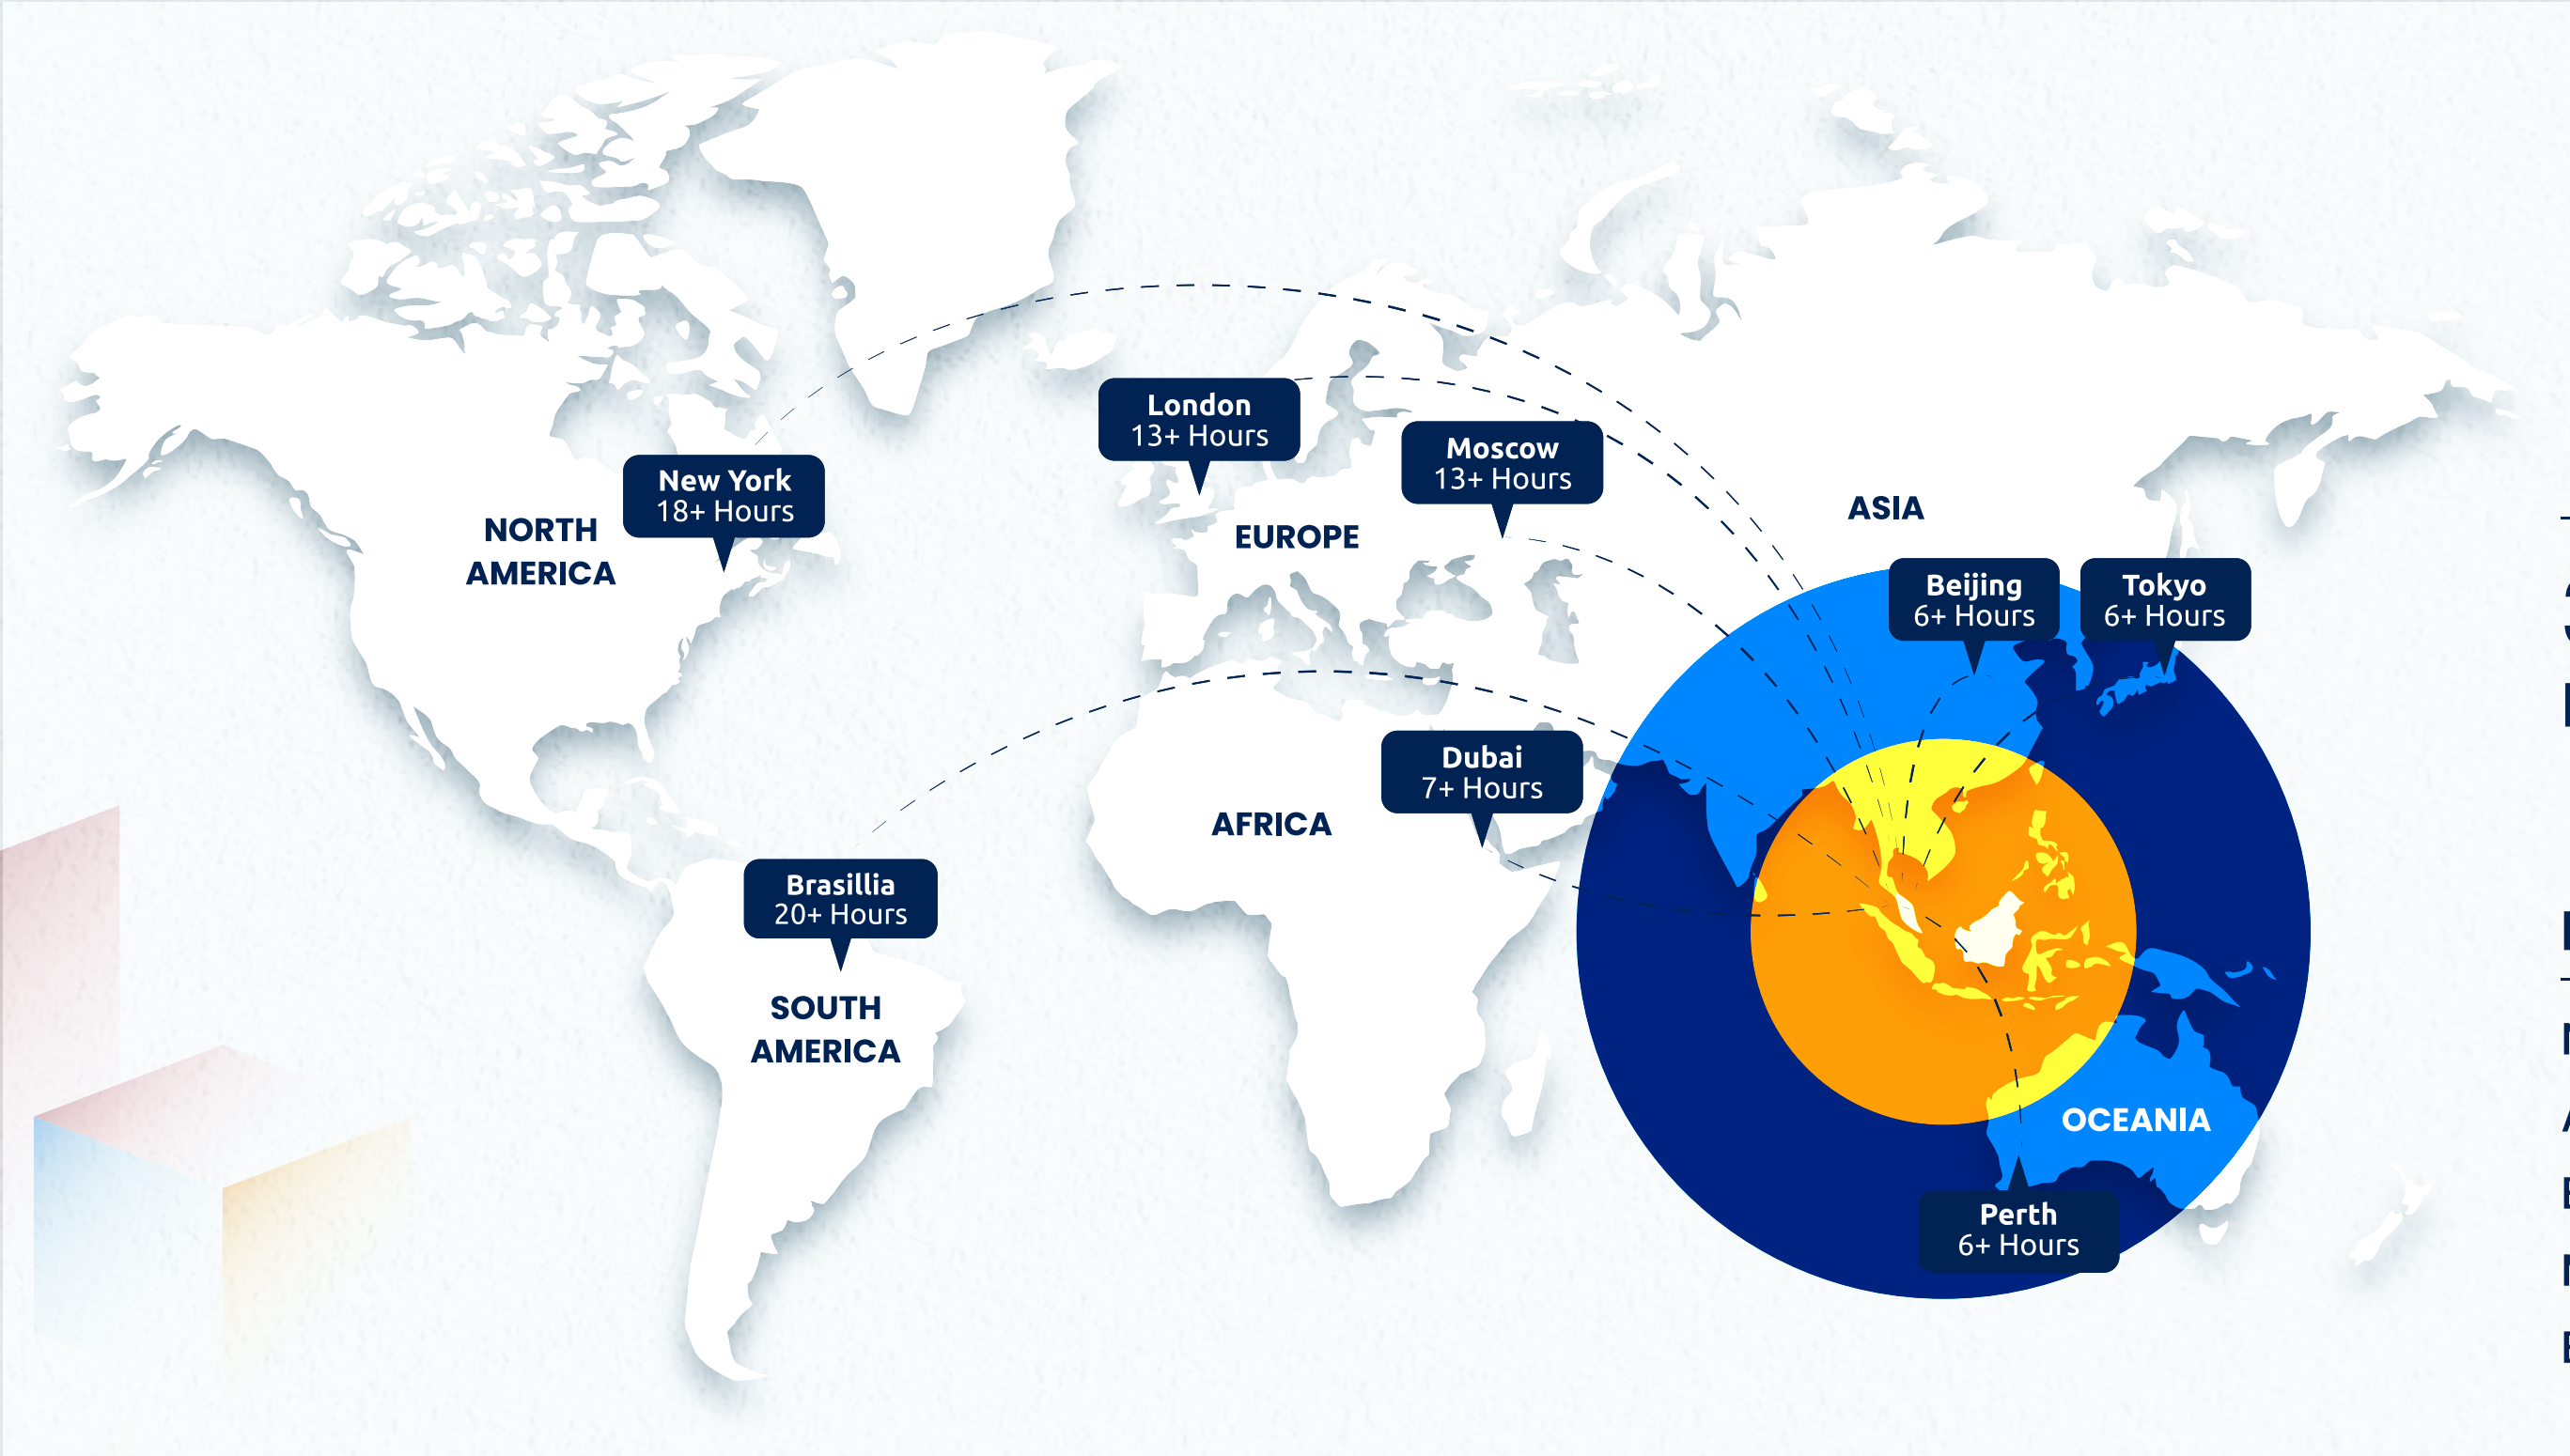 London
13+ Hours
Moscow
13+ Hours
New York
18+ Hours
NORTH
AMERICA
EUROPE
ASIA
Beijing
6+ Hours
Tokyo
6+ Hours
Dubai
7+ Hours
AFRICA
Brasillia
20+ Hours
SOUTH
AMERICA
OCEANIA
Perth
6+ Hours